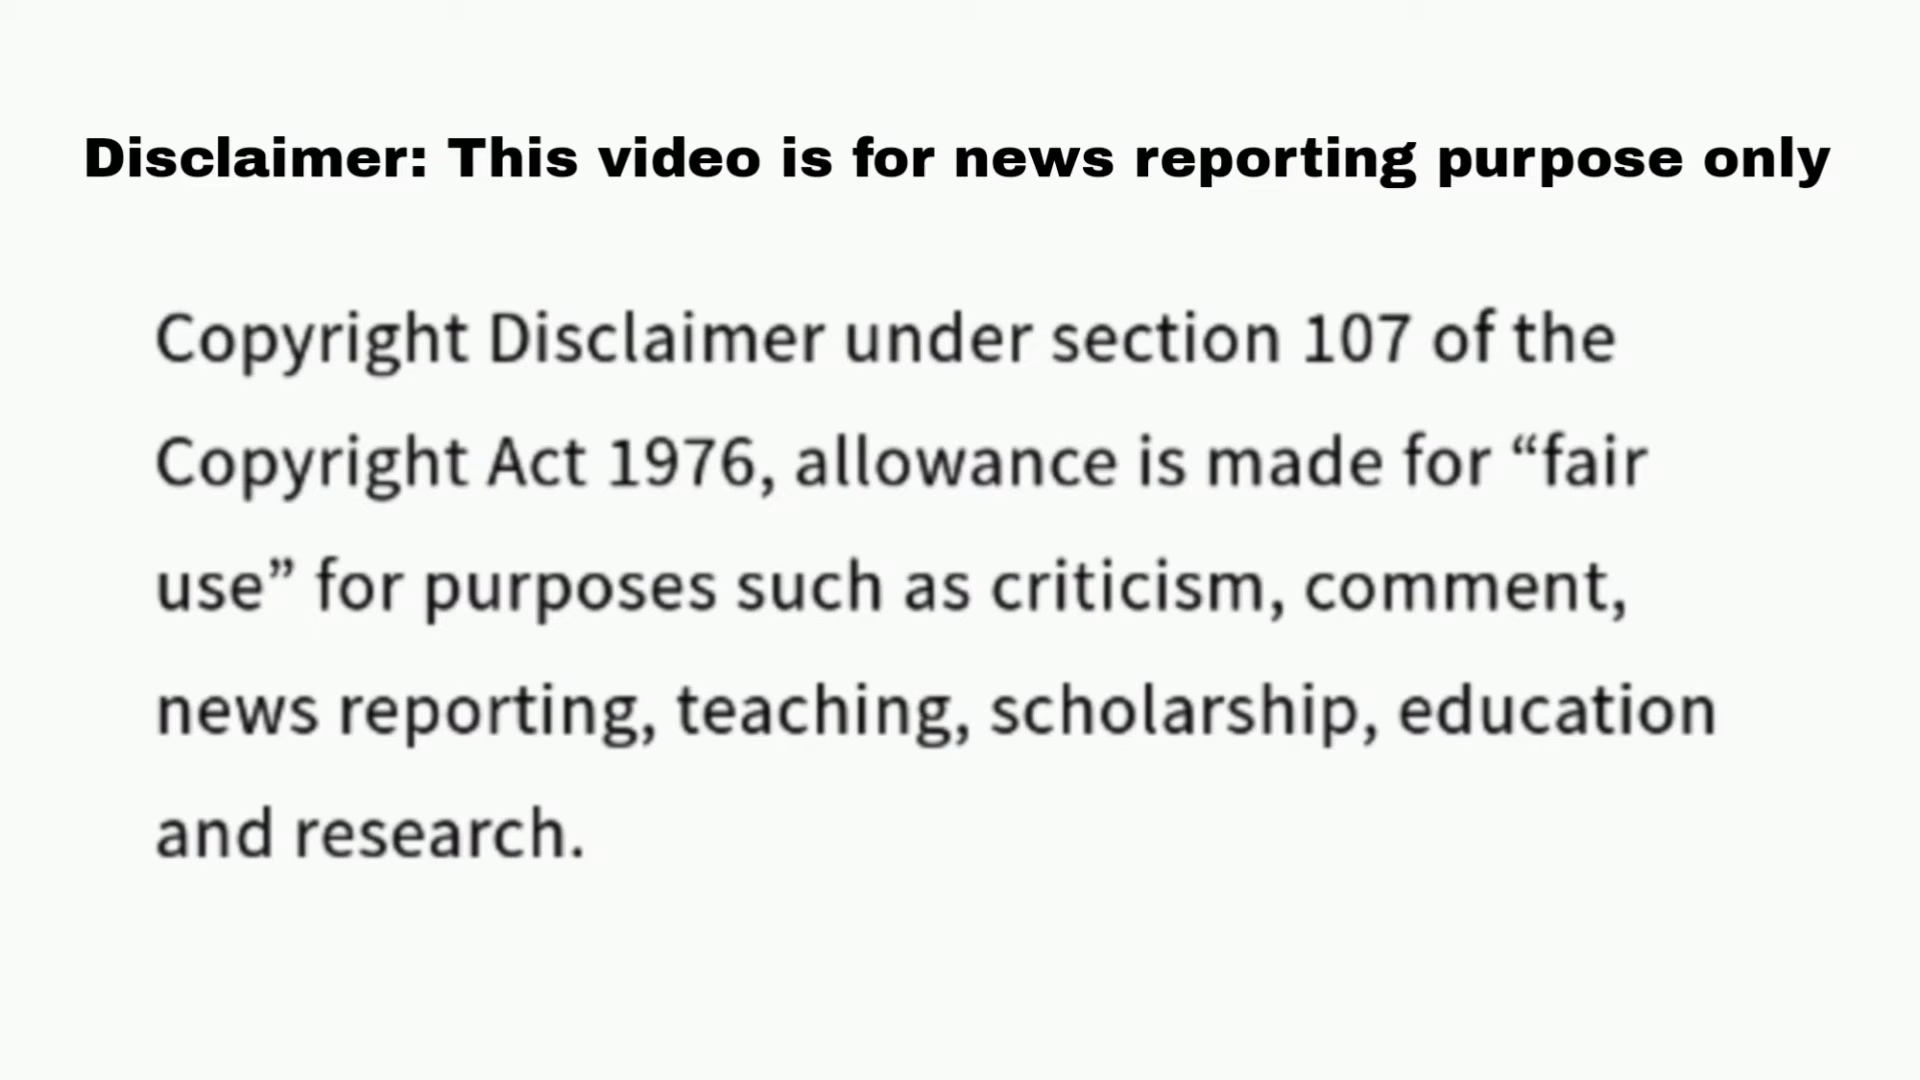 Disclaimer: This video is for news reporting purpose only
Copyright Disclaimer under section 107 of the
Copyright Act 1976, allowance is made for “fair
use” for purposes such as criticism, comment,
news reporting, teaching, scholarship, education
and research.